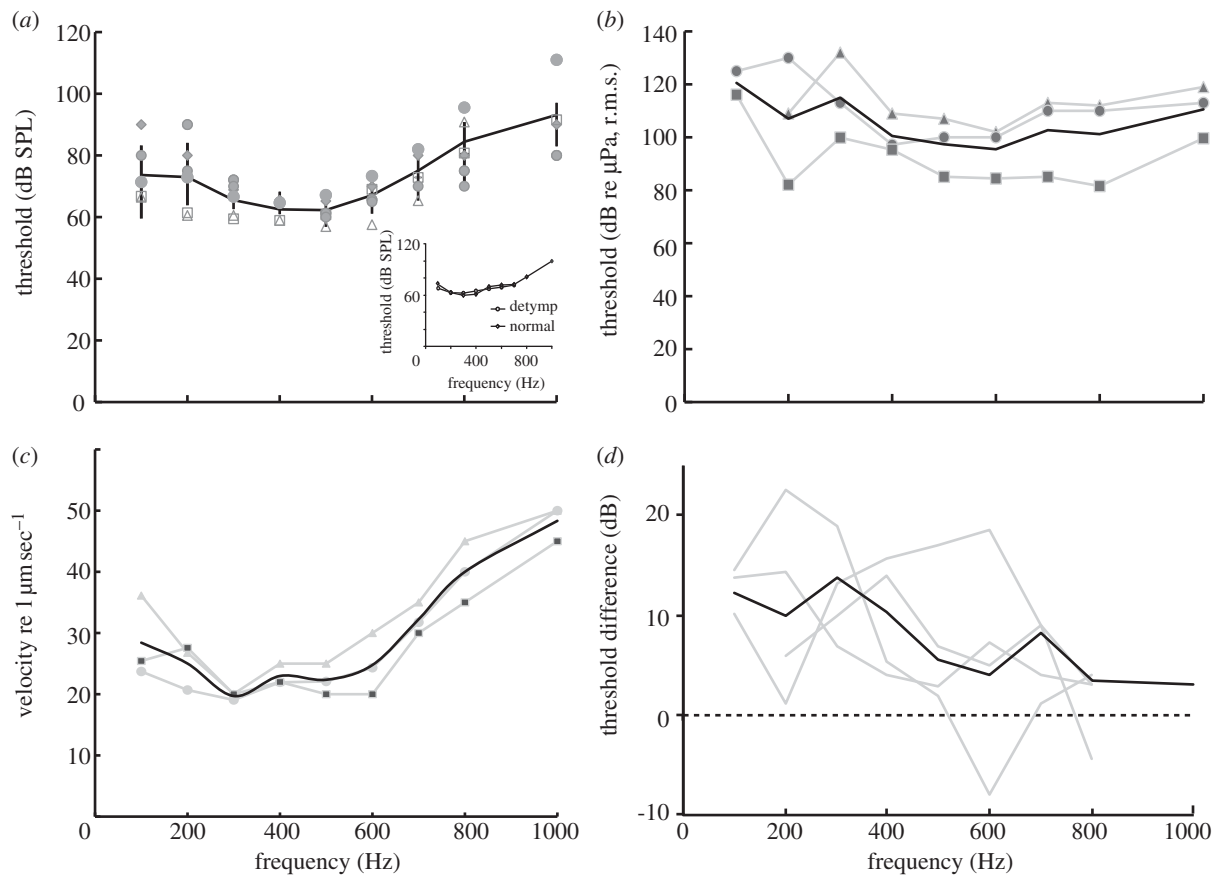 (a)
120
100
80
60
40
20
0
threshold (dB SPL)
120
60
0
400
800
threshold (dB SPL)
frequency (Hz)
detymp
normal
(b)
140
120
100
80
60
40
20
0
threshold (dB re µPa, r.m.s.)
(c)
50
40
30
20
10
0
200
400
600
800
1000
velocity re 1 µm sec⁻¹
frequency (Hz)
(d)
20
10
0
-10
0
200
400
600
800
1000
threshold difference (dB)
frequency (Hz)